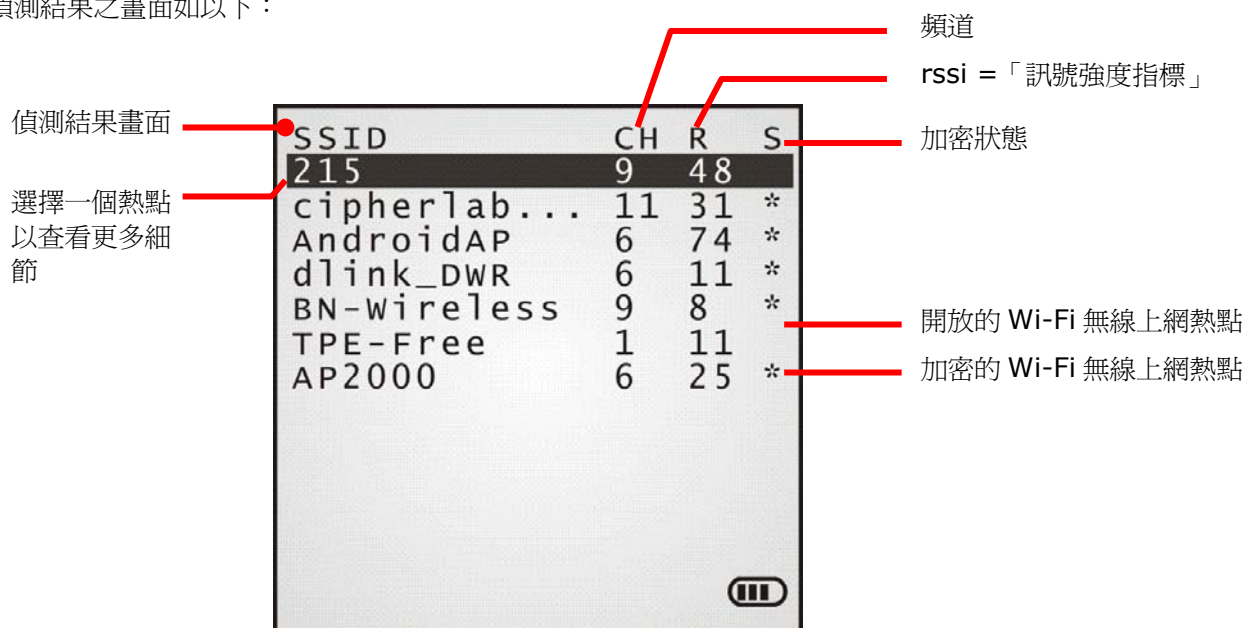 偵測結果之畫面如以下：
頻道
rssi =「訊號強度指標」
偵測結果畫面
加密狀態
選擇一個熱點
以查看更多細
節
SSID CH R S
215 9 48
cipherlab... 11 31 *
AndroidAP 6 74 *
dlink_DWR 6 11 *
BN-Wireless 9 8 *
TPE-Free 1 11
AP2000 6 25 *
開放的 Wi-Fi 無線上網熱點
加密的 Wi-Fi 無線上網熱點